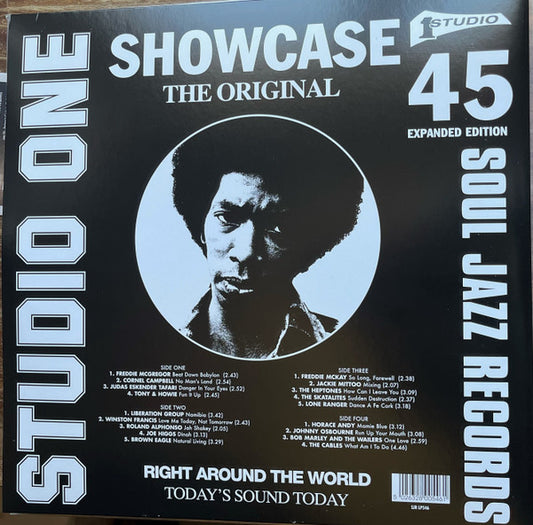 STUDIO ONE
SHOWCASE
THE ORIGINAL
1 STUDIO
45
EXPANDED EDITION
SOUL JAZZ RECORDS
SIDE ONE
1. FREDDIE MCGREGOR Beat Down Babylon (2.43)
2. CORNEL CAMPBELL No Man's Land (2.54)
3. JUDAS ESKENDER TAFARI Danger In Your Eyes (2.52)
4. TONY & HOWIE Fun It Up (2.45)
SIDE TWO
1. LIBERATION GROUP Namibia (3.42)
2. WINSTON FRANCIS Love Me Today, Not Tomorrow (2.43)
3. ROLAND ALPHONSO Jah Shakey (2.05)
4. JOE HIGGS Dinah (3.13)
5. BROWN EAGLE Natural Living (3.29)
SIDE THREE
1. FREDDIE MCKAY So Long, Farewell (2.38)
2. JACKIE MITTOO Mixing (2.07)
3. THE HEPTONES How Can I Leave You (3.09)
4. THE SKATALITES Sudden Destruction (2.37)
5. LONE RANGER Dance A Fe Cork (3.18)
SIDE FOUR
1. HORACE ANDY Mamie Blue (3.12)
2. JOHNNY OSBOURNE Run Up Your Mouth (3.08)
3. BOB MARLEY AND THE WAILERS One Love (2.59)
4. THE CABLES What Am I To Do (4.46)
RIGHT AROUND THE WORLD
TODAY'S SOUND TODAY
5 026328 005461
SJR LP546